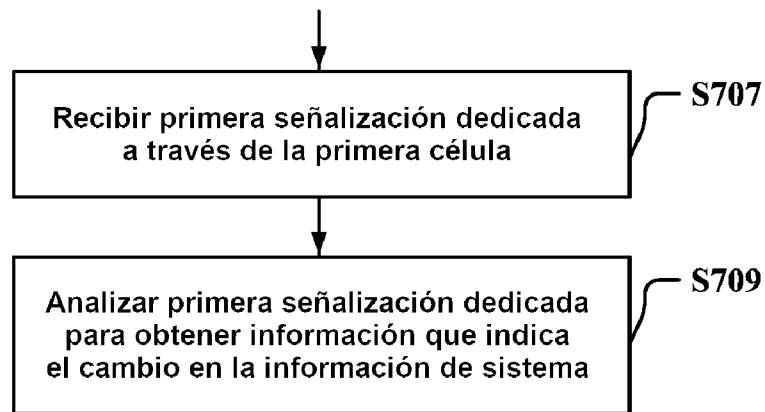 Recibir primera señalización dedicada
a través de la primera célula
S707
Analizar primera señalización dedicada
para obtener información que indica
el cambio en la información de sistema
S709